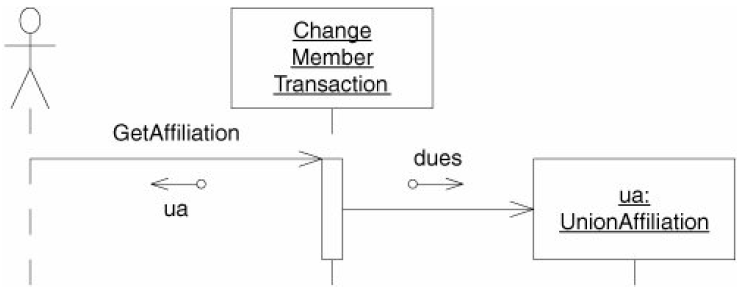 Change
Member
Transaction
GetAffiliation
dues
ua
ua:
UnionAffiliation